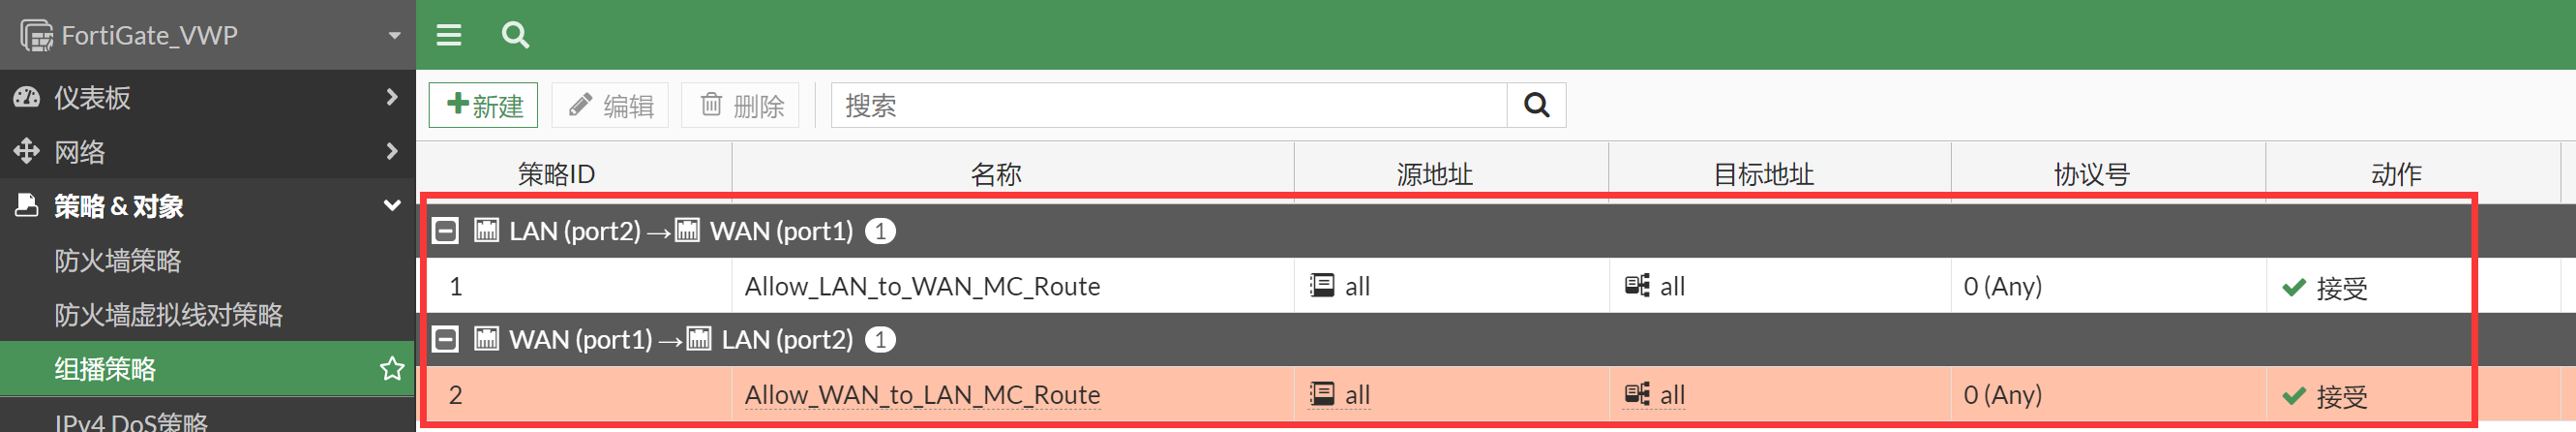 FortiGate_VWP
仪表板
网络
策略 & 对象
防火墙策略
防火墙虚拟线对策略
组播策略
IPv4 DoS策略
新建 编辑 删除 搜索
策略ID 名称 源地址 目标地址 协议号 动作
LAN (port2)→ WAN (port1) 1
1 Allow_LAN_to_WAN_MC_Route all all 0 (Any) 接受
WAN (port1)→ LAN (port2) 1
2 Allow_WAN_to_LAN_MC_Route all all 0 (Any) 接受